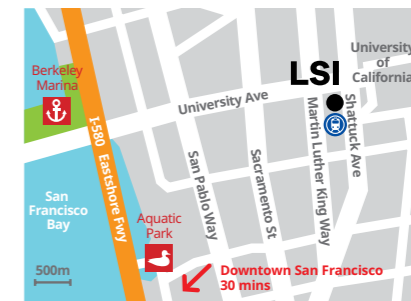 University
of
California
LSI
Berkeley
Marina
University Ave
I-580 Eastshore Fwy
Martin Luther King Way
Shattuck Ave
San Pablo Way
Sacramento St
San
Francisco
Bay
Aquatic
Park
500m
Downtown San Francisco
30 mins